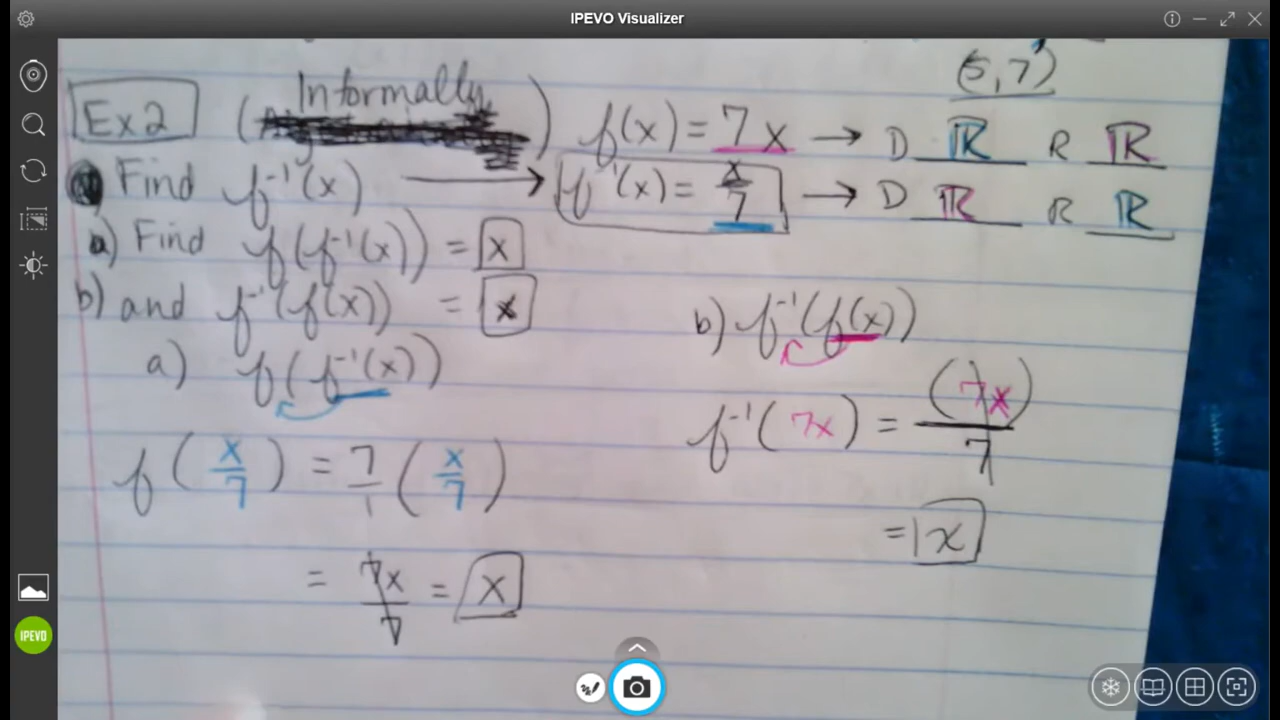 IPEVO Visualizer
(5, 7)
Ex 2 (Informally) f(x) = 7x → D ℝ R ℝ
Find f⁻¹(x) → f⁻¹(x) = x/7 → D ℝ R ℝ
a) Find f(f⁻¹(x)) = x
b) and f⁻¹(f(x)) = x
a) f(f⁻¹(x))
f(x/7) = 7/1 (x/7)
= 7x/7 = x
b) f⁻¹(f(x))
f⁻¹(7x) = (7x)/7
= x
IPEVO